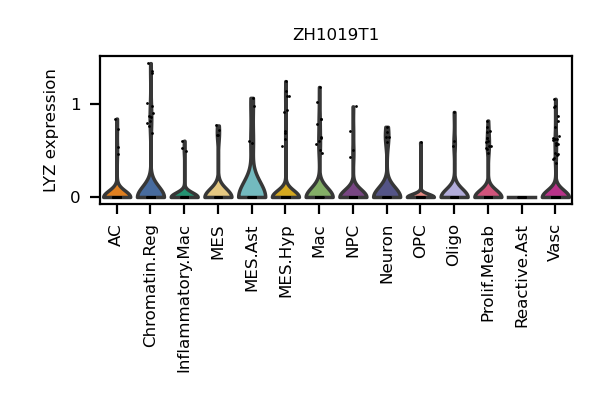 ZH1019T1
LYZ expression
1
0
AC
Chromatin.Reg
Inflammatory.Mac
MES
MES.Ast
MES.Hyp
Mac
NPC
Neuron
OPC
Oligo
Prolif.Metab
Reactive.Ast
Vasc